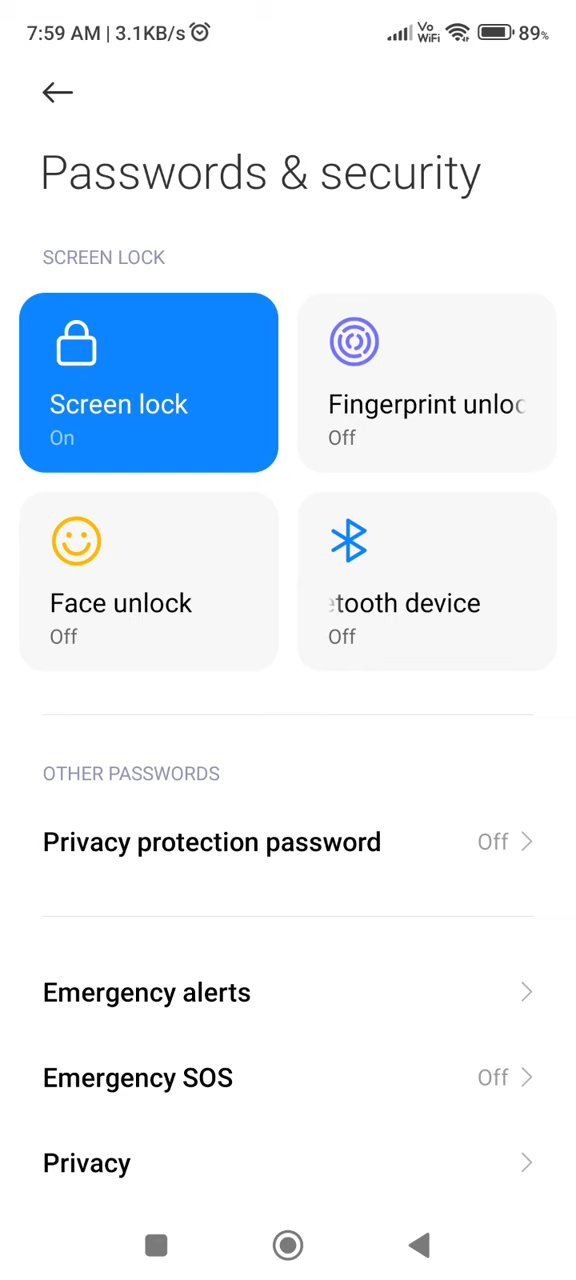 7:59 AM | 3.1KB/s
Vo
WiFi
89%
Passwords & security
SCREEN LOCK
Screen lock
On
Fingerprint unloc
Off
Face unlock
Off
etooth device
Off
OTHER PASSWORDS
Privacy protection password
Off
Emergency alerts
Emergency SOS
Off
Privacy